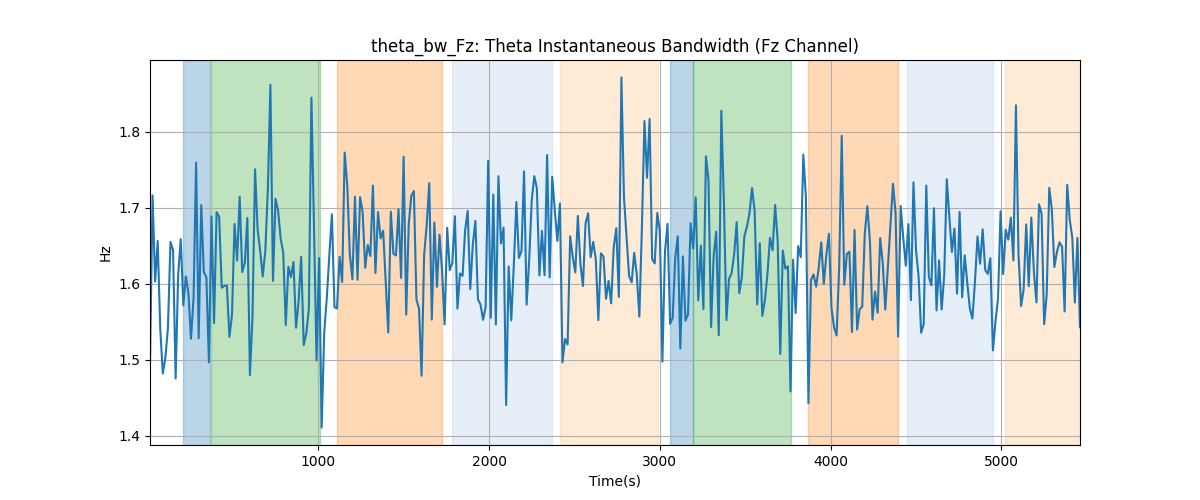 theta_bw_Fz: Theta Instantaneous Bandwidth (Fz Channel)
Hz
1.8
1.7
1.6
1.5
1.4
1000 2000 3000 4000 5000
Time(s)